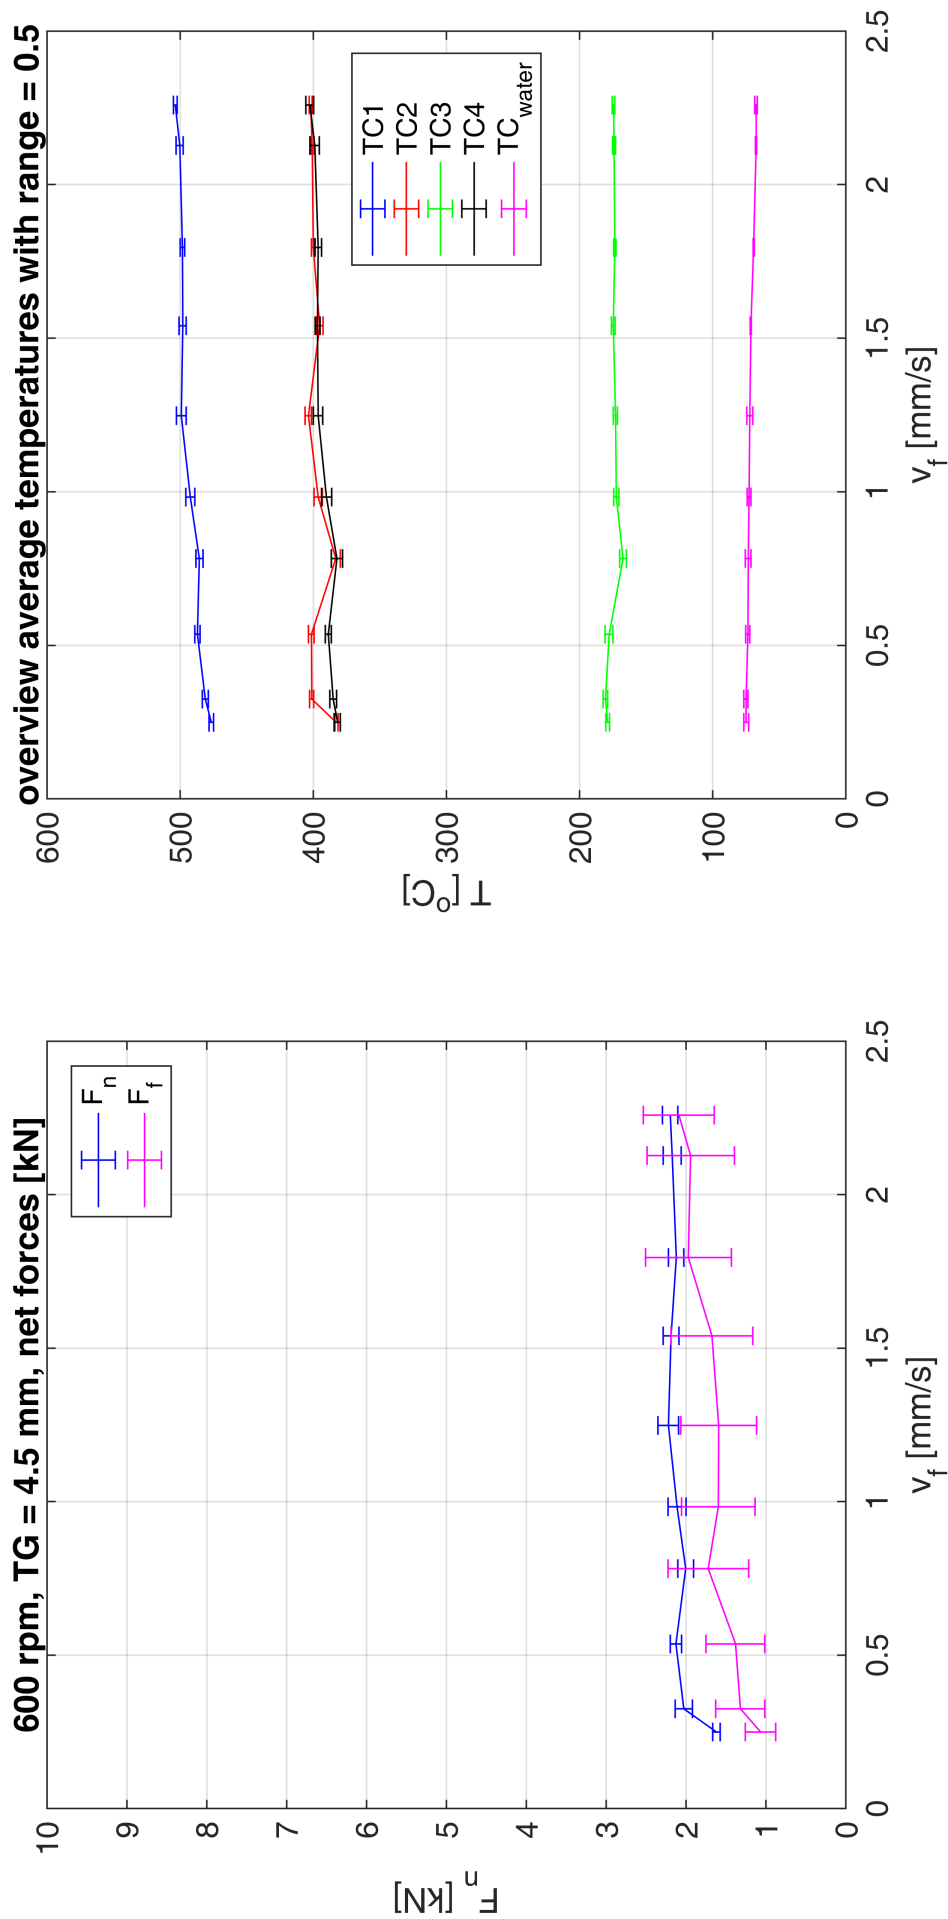 600 rpm, TG = 4.5 mm, net forces [kN]
10
9
8
7
6
5
4
3
2
1
0
F_n [kN]
F_n
F_f
0 0.5 1 1.5 2 2.5
v_f [mm/s]
overview average temperatures with range = 0.5
600
500
400
300
200
100
0
T [°C]
TC1
TC2
TC3
TC4
TC_water
0 0.5 1 1.5 2 2.5
v_f [mm/s]